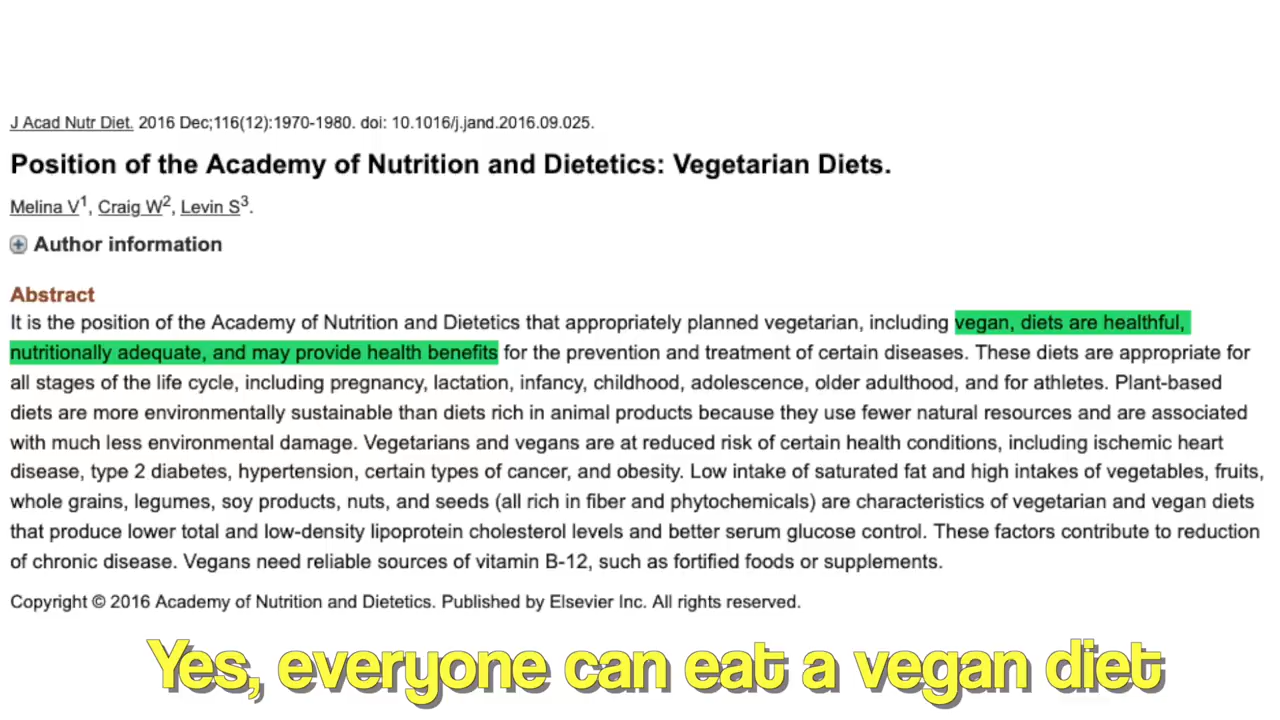 J Acad Nutr Diet. 2016 Dec;116(12):1970-1980. doi: 10.1016/j.jand.2016.09.025.
Position of the Academy of Nutrition and Dietetics: Vegetarian Diets.
Melina V1, Craig W2, Levin S3.
Author information
Abstract
It is the position of the Academy of Nutrition and Dietetics that appropriately planned vegetarian, including vegan, diets are healthful,
nutritionally adequate, and may provide health benefits for the prevention and treatment of certain diseases. These diets are appropriate for
all stages of the life cycle, including pregnancy, lactation, infancy, childhood, adolescence, older adulthood, and for athletes. Plant-based
diets are more environmentally sustainable than diets rich in animal products because they use fewer natural resources and are associated
with much less environmental damage. Vegetarians and vegans are at reduced risk of certain health conditions, including ischemic heart
disease, type 2 diabetes, hypertension, certain types of cancer, and obesity. Low intake of saturated fat and high intakes of vegetables, fruits,
whole grains, legumes, soy products, nuts, and seeds (all rich in fiber and phytochemicals) are characteristics of vegetarian and vegan diets
that produce lower total and low-density lipoprotein cholesterol levels and better serum glucose control. These factors contribute to reduction
of chronic disease. Vegans need reliable sources of vitamin B-12, such as fortified foods or supplements.
Copyright © 2016 Academy of Nutrition and Dietetics. Published by Elsevier Inc. All rights reserved.
Yes, everyone can eat a vegan diet